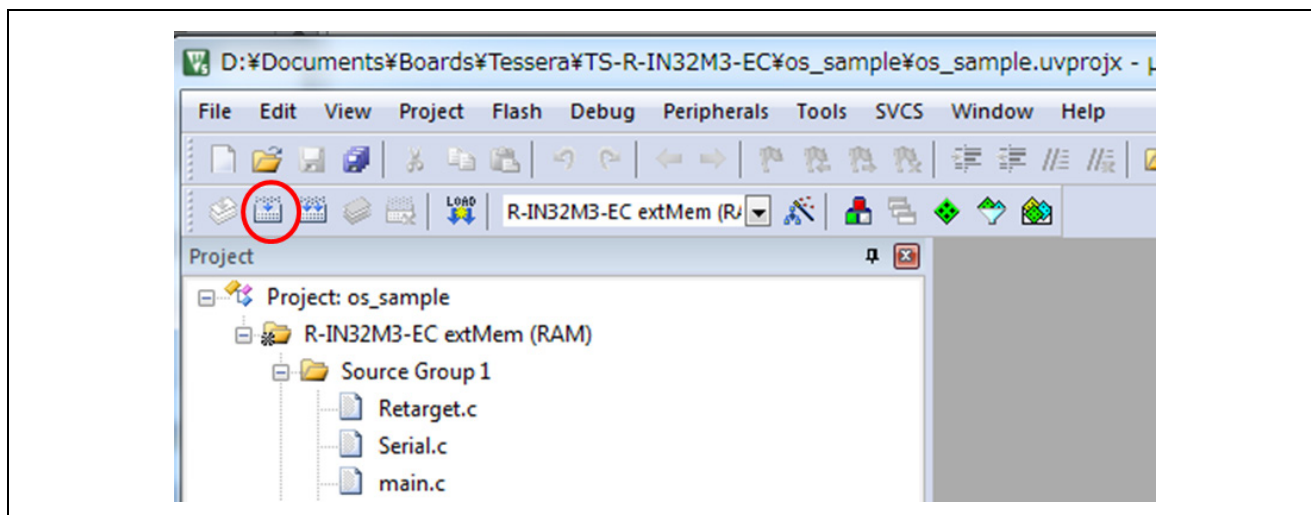 D:¥Documents¥Boards¥Tessera¥TS-R-IN32M3-EC¥os_sample¥os_sample.uvprojx - µ
File Edit View Project Flash Debug Peripherals Tools SVCS Window Help
LOAD R-IN32M3-EC extMem (R
Project
Project: os_sample
R-IN32M3-EC extMem (RAM)
Source Group 1
Retarget.c
Serial.c
main.c